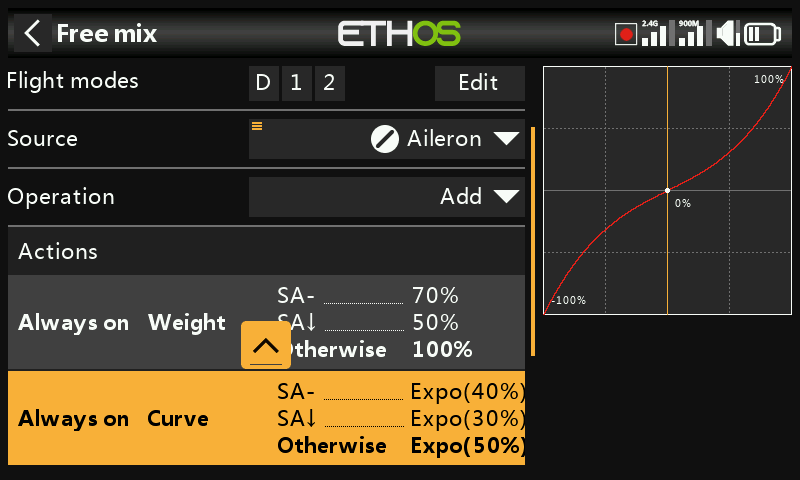 Free mix
ETHOS
2.4G
900M
Flight modes D 1 2 Edit
Source Aileron
Operation Add
Actions
Always on Weight
SA- 70%
SA↓ 50%
Otherwise 100%
Always on Curve
SA- Expo(40%)
SA↓ Expo(30%)
Otherwise Expo(50%)
100%
0%
-100%